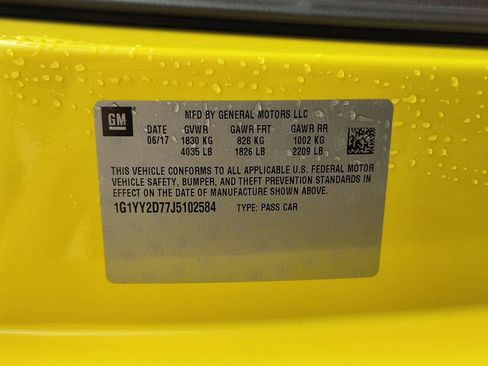 GM
MFD BY GENERAL MOTORS LLC
DATE GVWR GAWR FRT GAWR RR
06/17 1830 KG 828 KG 1002 KG
4035 LB 1826 LB 2209 LB
THIS VEHICLE CONFORMS TO ALL APPLICABLE U.S. FEDERAL MOTOR
VEHICLE SAFETY, BUMPER, AND THEFT PREVENTION STANDARDS IN
EFFECT ON THE DATE OF MANUFACTURE SHOWN ABOVE.
1G1YY2D77J5102584 TYPE: PASS CAR